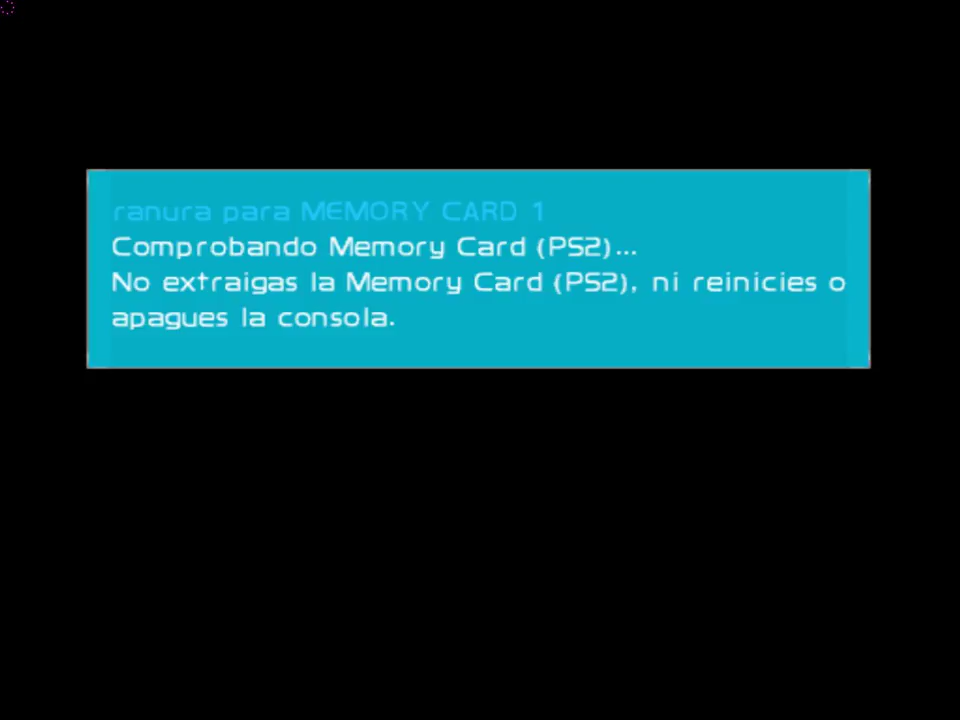 ranura para MEMORY CARD 1
Comprobando Memory Card (PS2)...
No extraigas la Memory Card (PS2), ni reinicies o
apagues la consola.